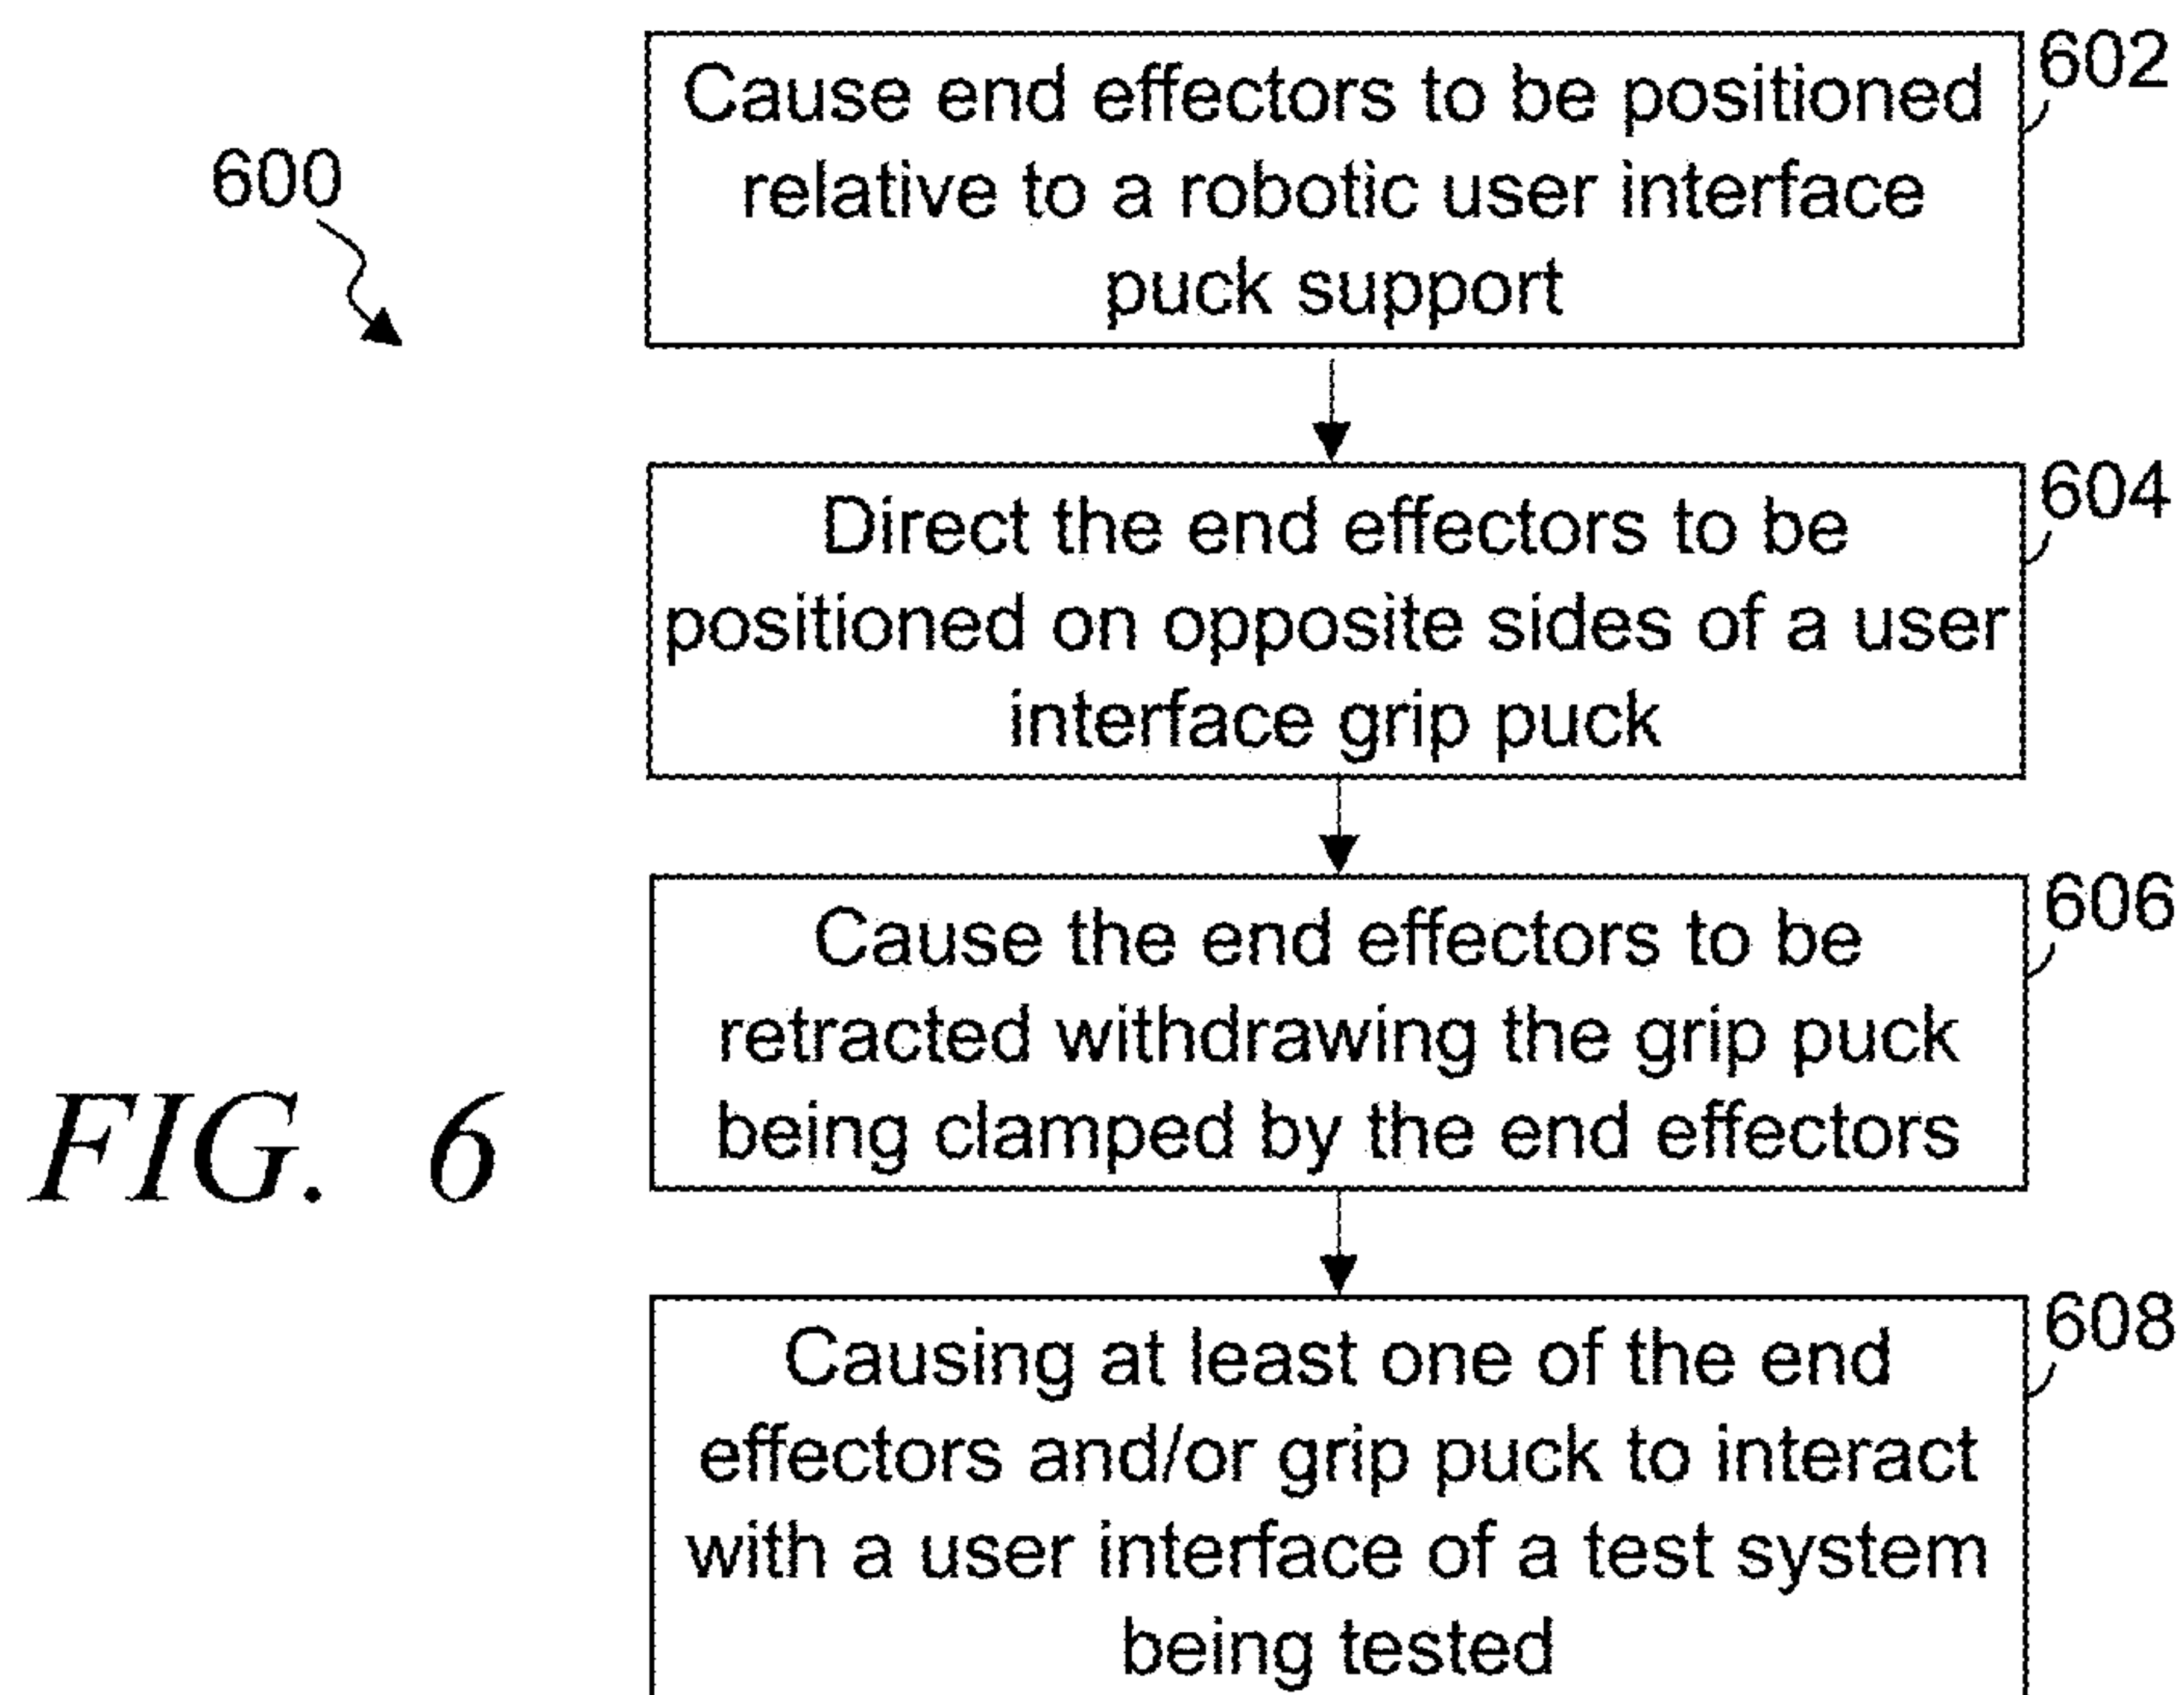 600
Cause end effectors to be positioned
relative to a robotic user interface
puck support
602
Direct the end effectors to be
positioned on opposite sides of a user
interface grip puck
604
Cause the end effectors to be
retracted withdrawing the grip puck
being clamped by the end effectors
606
Causing at least one of the end
effectors and/or grip puck to interact
with a user interface of a test system
being tested
608
FIG. 6